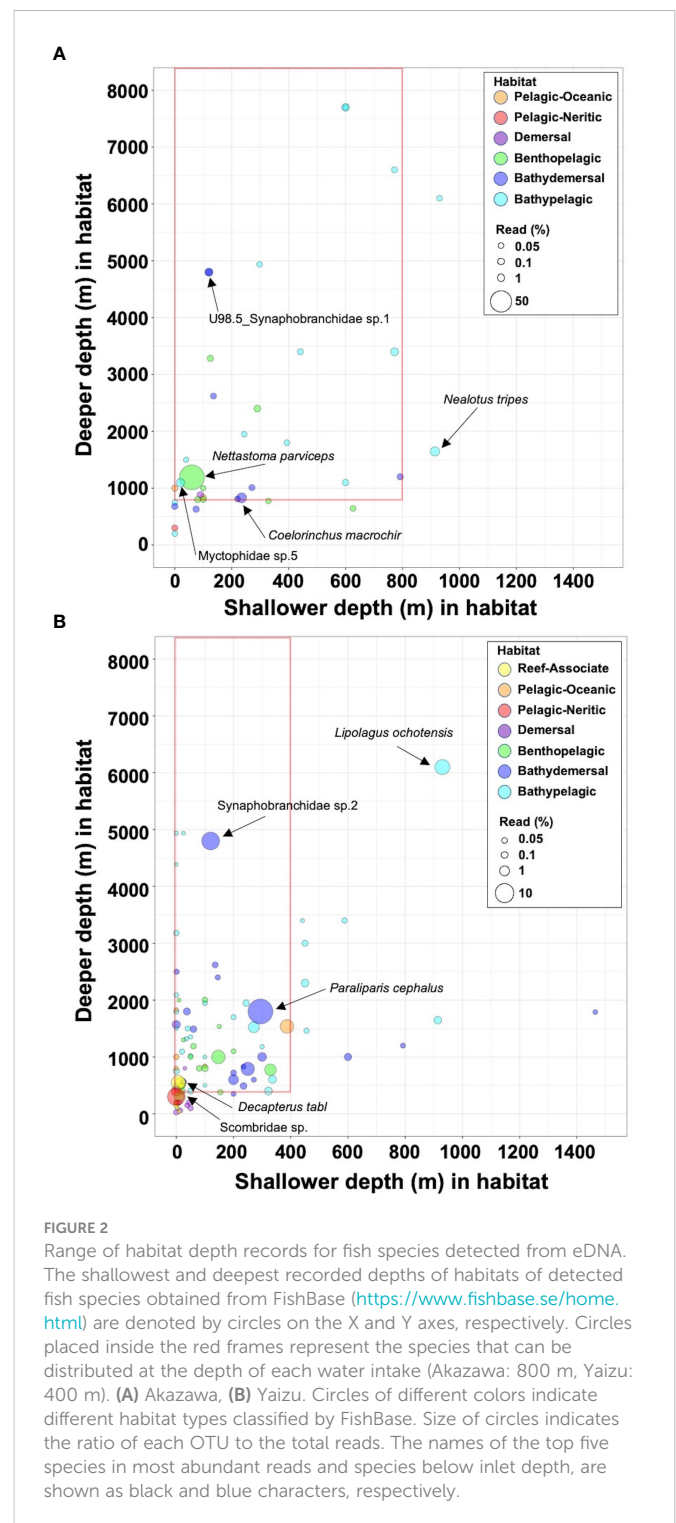 A
8000
7000
6000
5000
4000
3000
2000
1000
0
Deeper depth (m) in habitat
Habitat
Pelagic-Oceanic
Pelagic-Neritic
Demersal
Benthopelagic
Bathydemersal
Bathypelagic
Read (%)
0.05
0.1
1
50
U98.5_Synaphobranchidae sp.1
Nealotus tripes
Nettastoma parviceps
Coelorinchus macrochir
Myctophidae sp.5
0 200 400 600 800 1000 1200 1400
Shallower depth (m) in habitat
B
8000
7000
6000
5000
4000
3000
2000
1000
0
Deeper depth (m) in habitat
Habitat
Reef-Associate
Pelagic-Oceanic
Pelagic-Neritic
Demersal
Benthopelagic
Bathydemersal
Bathypelagic
Read (%)
0.05
0.1
1
10
Lipolagus ochotensis
Synaphobranchidae sp.2
Paraliparis cephalus
Decapterus tabl
Scombridae sp.
0 200 400 600 800 1000 1200 1400
Shallower depth (m) in habitat
FIGURE 2
Range of habitat depth records for fish species detected from eDNA.
The shallowest and deepest recorded depths of habitats of detected
fish species obtained from FishBase (https://www.fishbase.se/home.
html) are denoted by circles on the X and Y axes, respectively. Circles
placed inside the red frames represent the species that can be
distributed at the depth of each water intake (Akazawa: 800 m, Yaizu:
400 m). (A) Akazawa, (B) Yaizu. Circles of different colors indicate
different habitat types classified by FishBase. Size of circles indicates
the ratio of each OTU to the total reads. The names of the top five
species in most abundant reads and species below inlet depth, are
shown as black and blue characters, respectively.